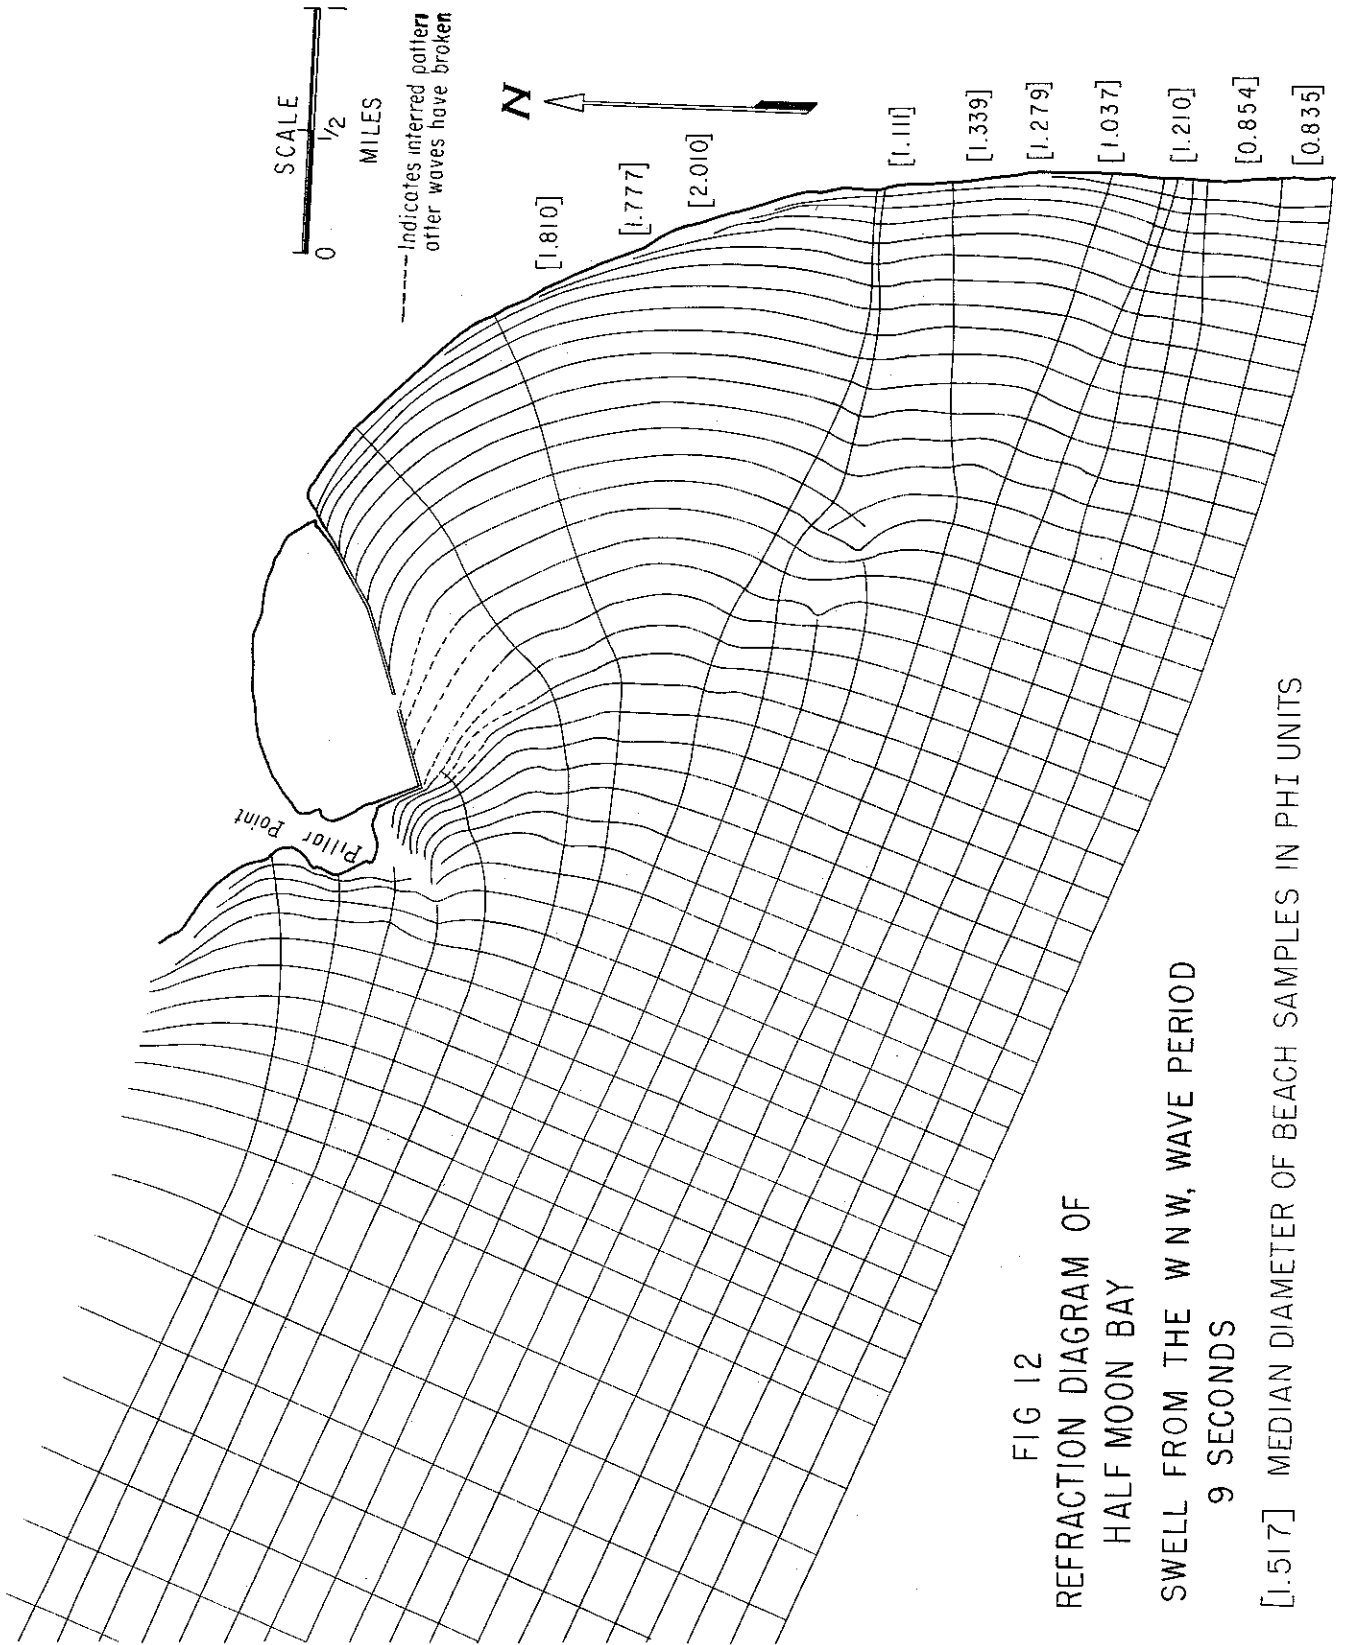 SCALE
0 1/2 1
MILES
----- Indicates interred pattern
after waves have broken
N
Pillar
Point
[1.810]
[1.777]
[2.010]
[1.111]
[1.339]
[1.279]
[1.037]
[1.210]
[0.854]
[0.835]
FIG 12
REFRACTION DIAGRAM OF
HALF MOON BAY
SWELL FROM THE WNW, WAVE PERIOD
9 SECONDS
[1.517] MEDIAN DIAMETER OF BEACH SAMPLES IN PHI UNITS